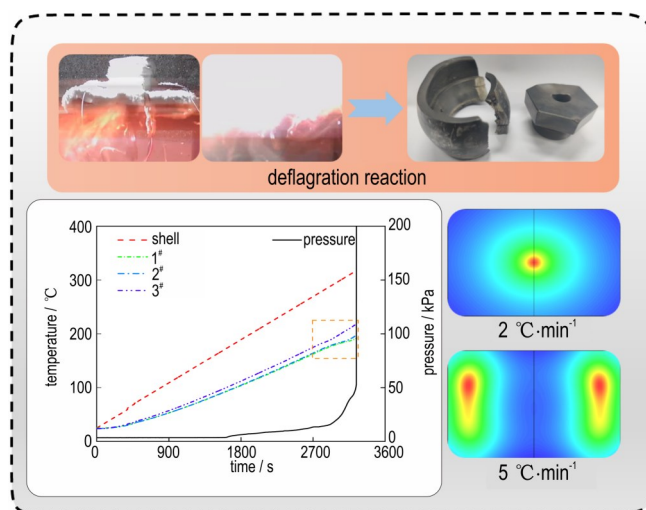 deflagration reaction
400
300
200
100
0
temperature / ℃
shell
1#
2#
3#
pressure
200
150
100
50
0
pressure / kPa
0
900
1800
2700
3600
time / s
2 ℃·min⁻¹
5 ℃·min⁻¹